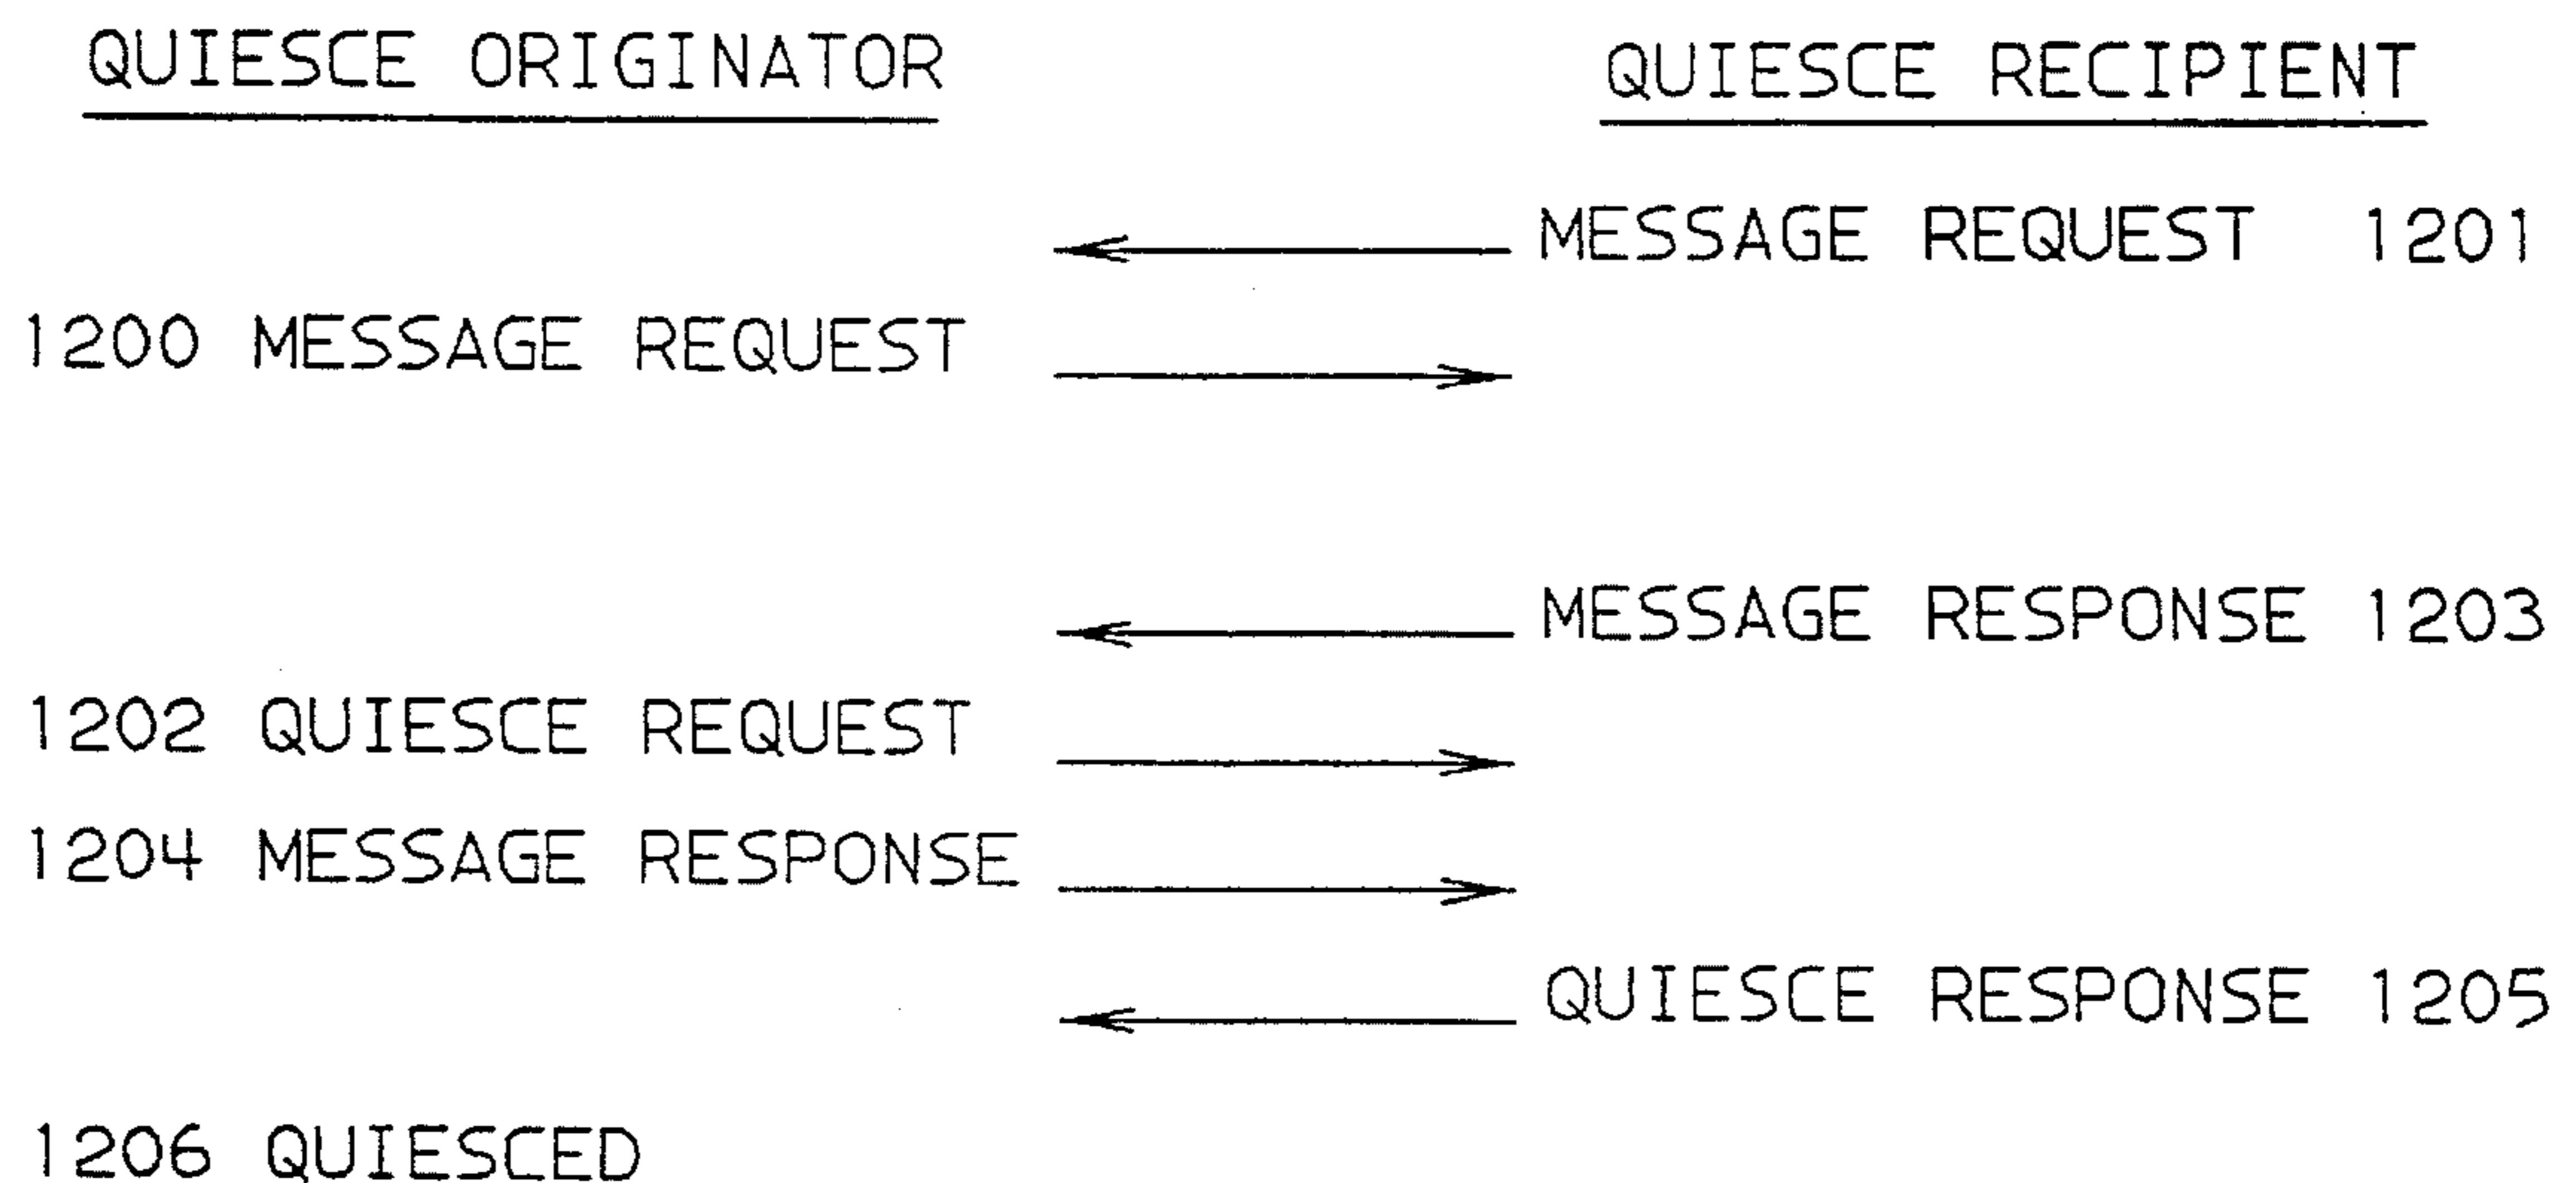 QUIESCE ORIGINATOR
QUIESCE RECIPIENT
MESSAGE REQUEST 1201
1200 MESSAGE REQUEST
MESSAGE RESPONSE 1203
1202 QUIESCE REQUEST
1204 MESSAGE RESPONSE
QUIESCE RESPONSE 1205
1206 QUIESCED